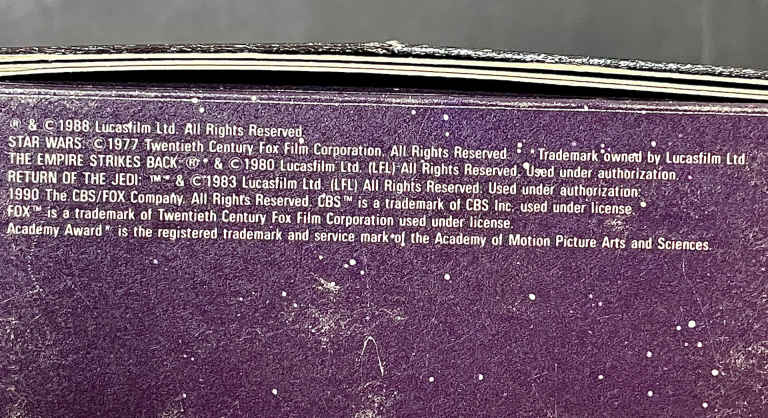 ® & ©1988 Lucasfilm Ltd. All Rights Reserved.
STAR WARS: ©1977 Twentieth Century Fox Film Corporation. All Rights Reserved. * Trademark owned by Lucasfilm Ltd.
THE EMPIRE STRIKES BACK: ®* & ©1980 Lucasfilm Ltd. (LFL) All Rights Reserved. Used under authorization.
RETURN OF THE JEDI: ™* & ©1983 Lucasfilm Ltd. (LFL) All Rights Reserved. Used under authorization.
1990 The CBS/FOX Company. All Rights Reserved. CBS™ is a trademark of CBS Inc. used under license.
FOX™ is a trademark of Twentieth Century Fox Film Corporation used under license.
Academy Award® is the registered trademark and service mark of the Academy of Motion Picture Arts and Sciences.